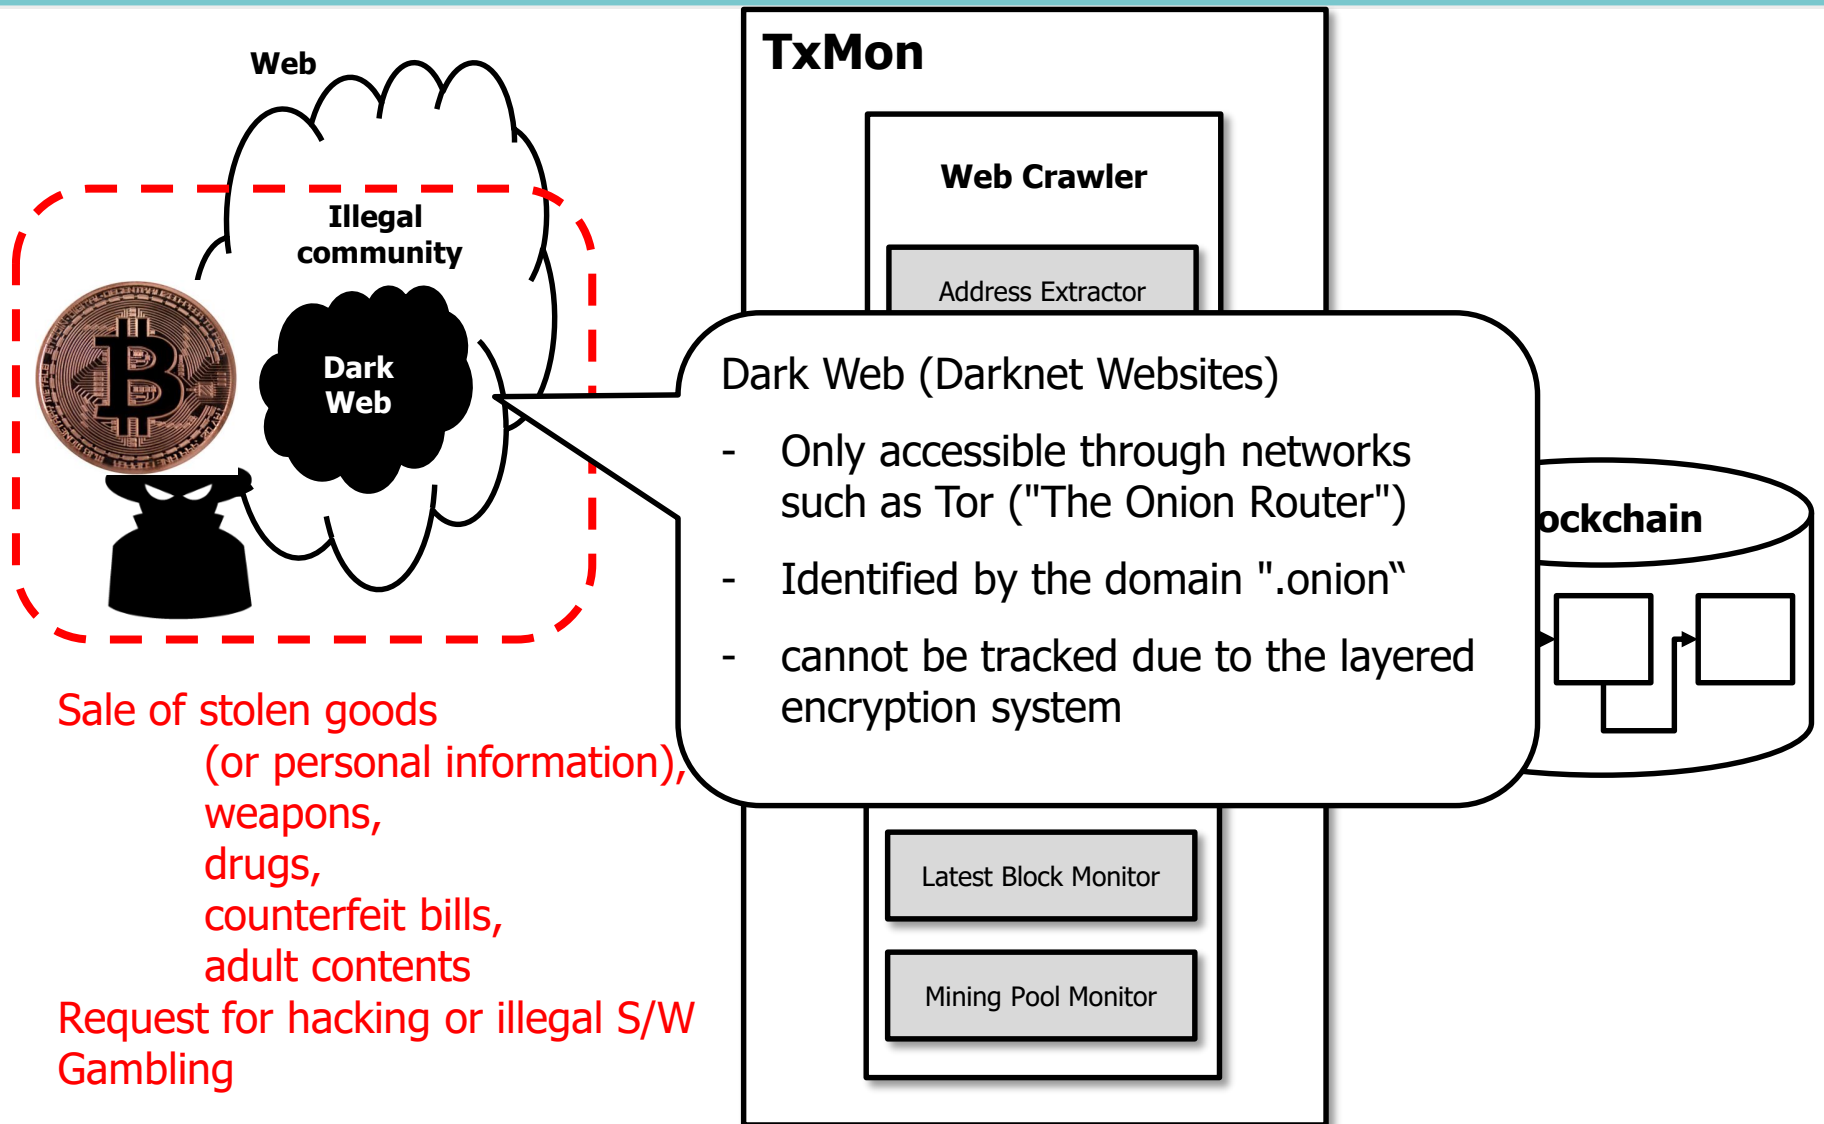 Web
Illegal
community
Dark
Web
Sale of stolen goods
(or personal information),
weapons,
drugs,
counterfeit bills,
adult contents
Request for hacking or illegal S/W
Gambling
TxMon
Web Crawler
Address Extractor
Dark Web (Darknet Websites)
- Only accessible through networks
such as Tor ("The Onion Router")
- Identified by the domain ".onion“
- cannot be tracked due to the layered
encryption system
Latest Block Monitor
Mining Pool Monitor
ockchain